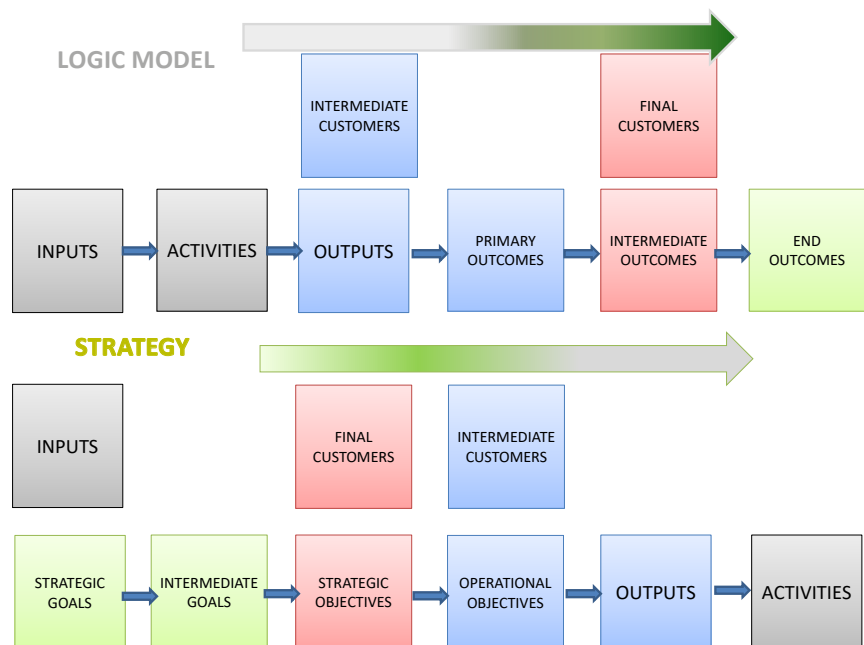 LOGIC MODEL
INTERMEDIATE
CUSTOMERS
FINAL
CUSTOMERS
INPUTS
ACTIVITIES
OUTPUTS
PRIMARY
OUTCOMES
INTERMEDIATE
OUTCOMES
END
OUTCOMES
STRATEGY
INPUTS
FINAL
CUSTOMERS
INTERMEDIATE
CUSTOMERS
STRATEGIC
GOALS
INTERMEDIATE
GOALS
STRATEGIC
OBJECTIVES
OPERATIONAL
OBJECTIVES
OUTPUTS
ACTIVITIES